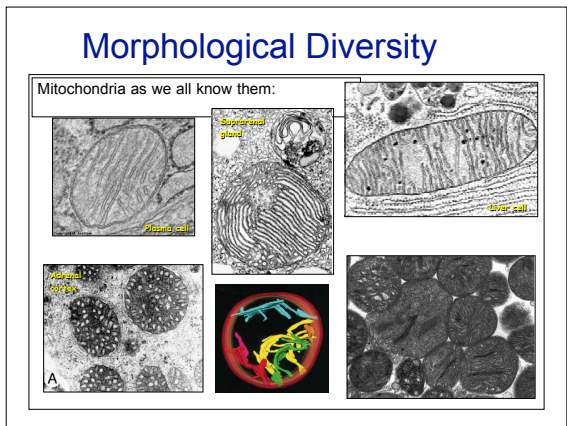 Morphological Diversity
Mitochondria as we all know them:
Plasma cell
Suprarenal
gland
Liver cell
Adrenal
cortex
A